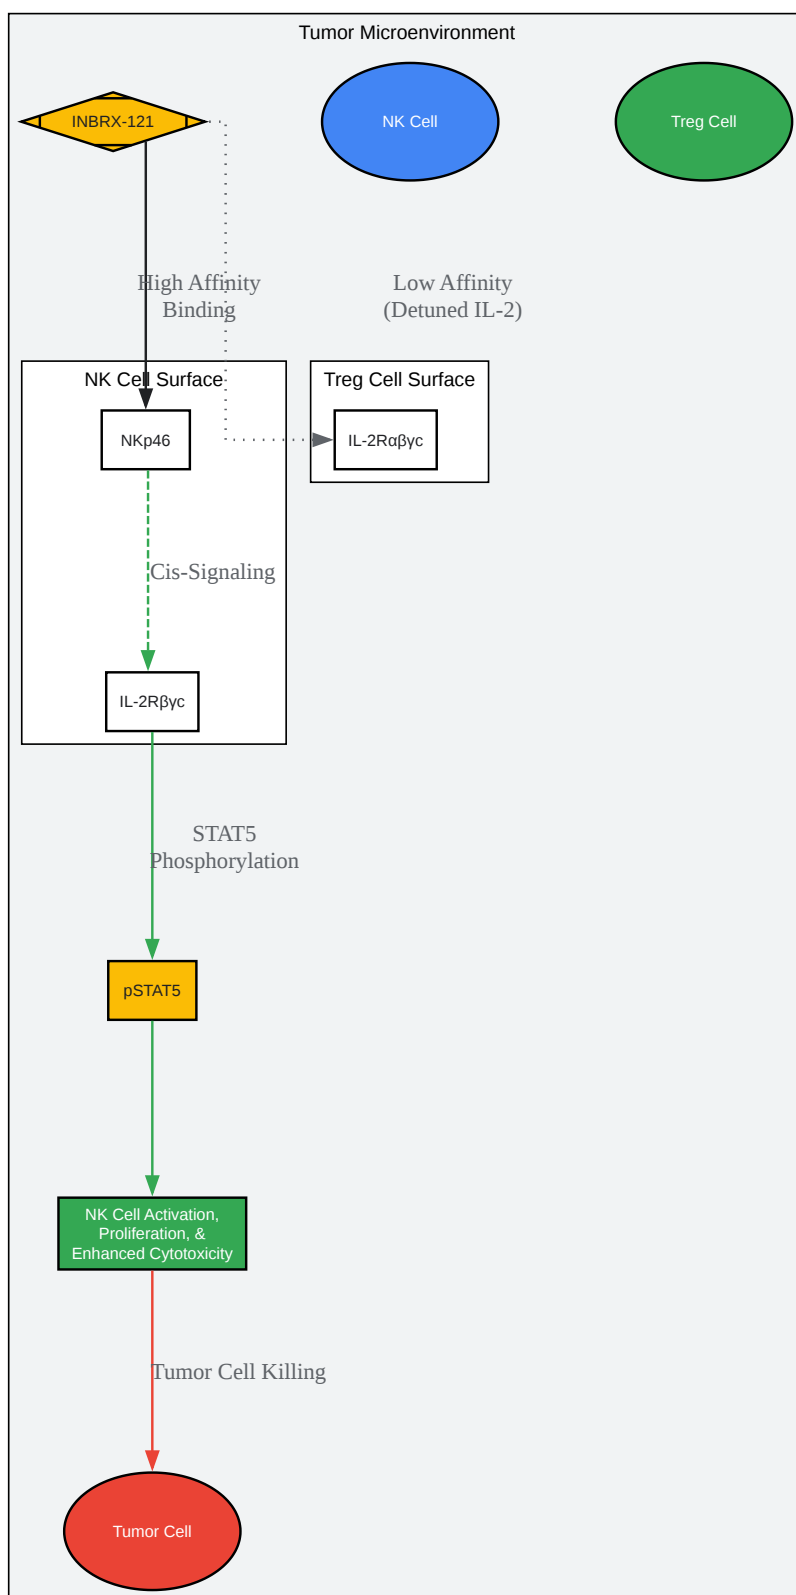 Tumor Microenvironment
INBRX-121
NK Cell
Treg Cell
High Affinity
Binding
Low Affinity
(Detuned IL-2)
NK Cell Surface
Treg Cell Surface
NKp46
IL-2Rαβγc
Cis-Signaling
IL-2Rβγc
STAT5
Phosphorylation
pSTAT5
NK Cell Activation,
Proliferation, &
Enhanced Cytotoxicity
Tumor Cell Killing
Tumor Cell